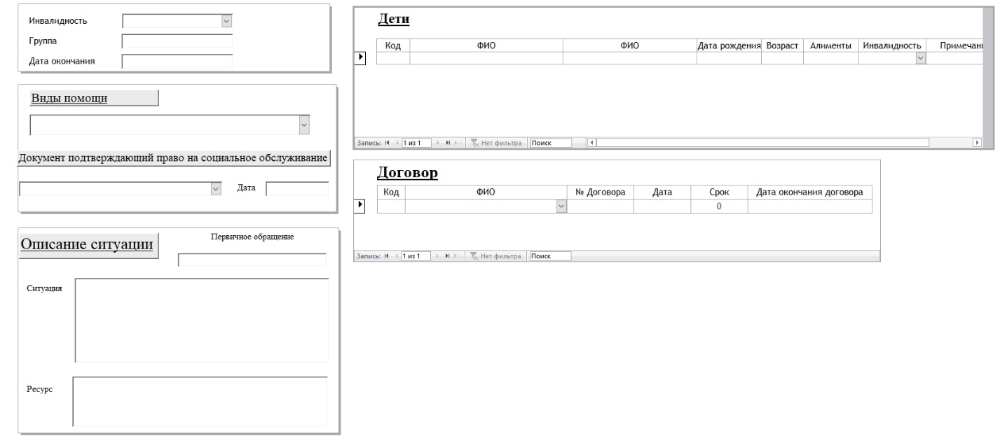 Инвалидность
Группа
Дата окончания
Виды помощи
Документ подтверждающий право на социальное обслуживание
Дата
Описание ситуации
Первичное обращение
Ситуация
Ресурс
Дети
Код ФИО ФИО Дата рождения Возраст Алименты Инвалидность Примечани
Запись: 1 из 1 Нет фильтра Поиск
Договор
Код ФИО № Договора Дата Срок Дата окончания договора
0
Запись: 1 из 1 Нет фильтра Поиск